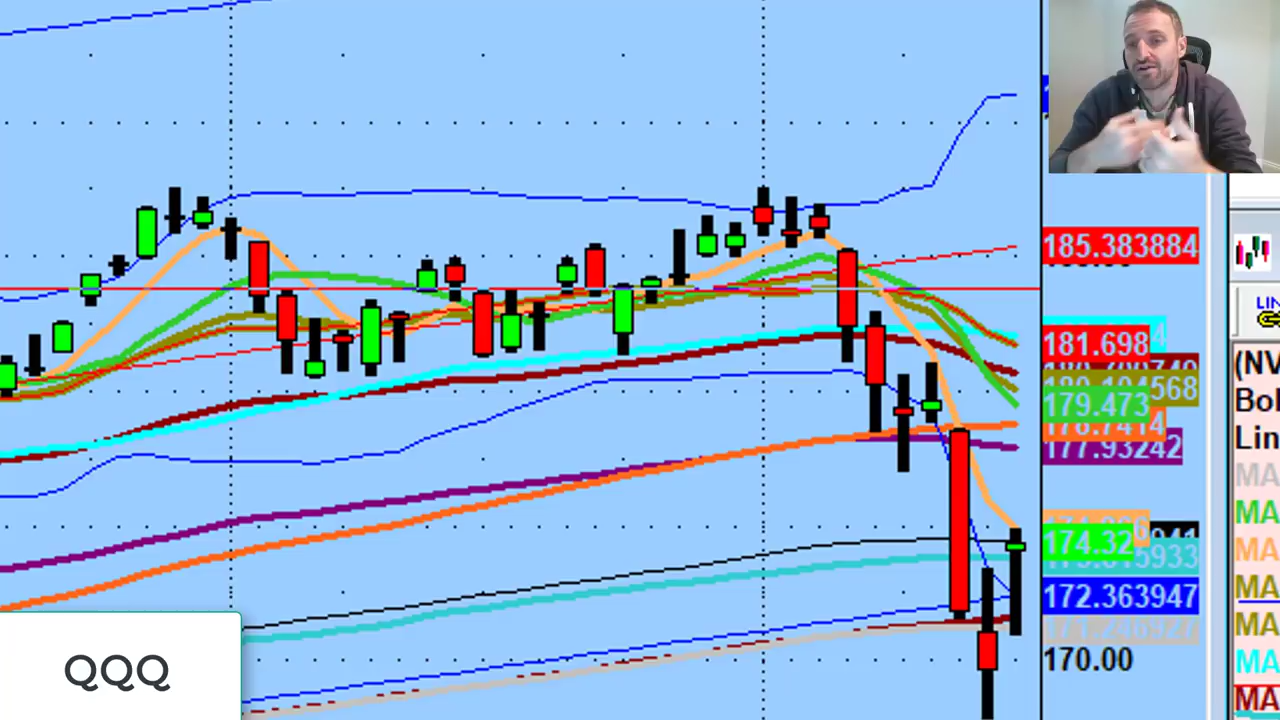 185.383884
181.698
179.473
177.93242
174.32
172.363947
170.00
LIN
(NV
Bol
Lin
MA
MA
MA
MA
MA
MA
MA
QQQ